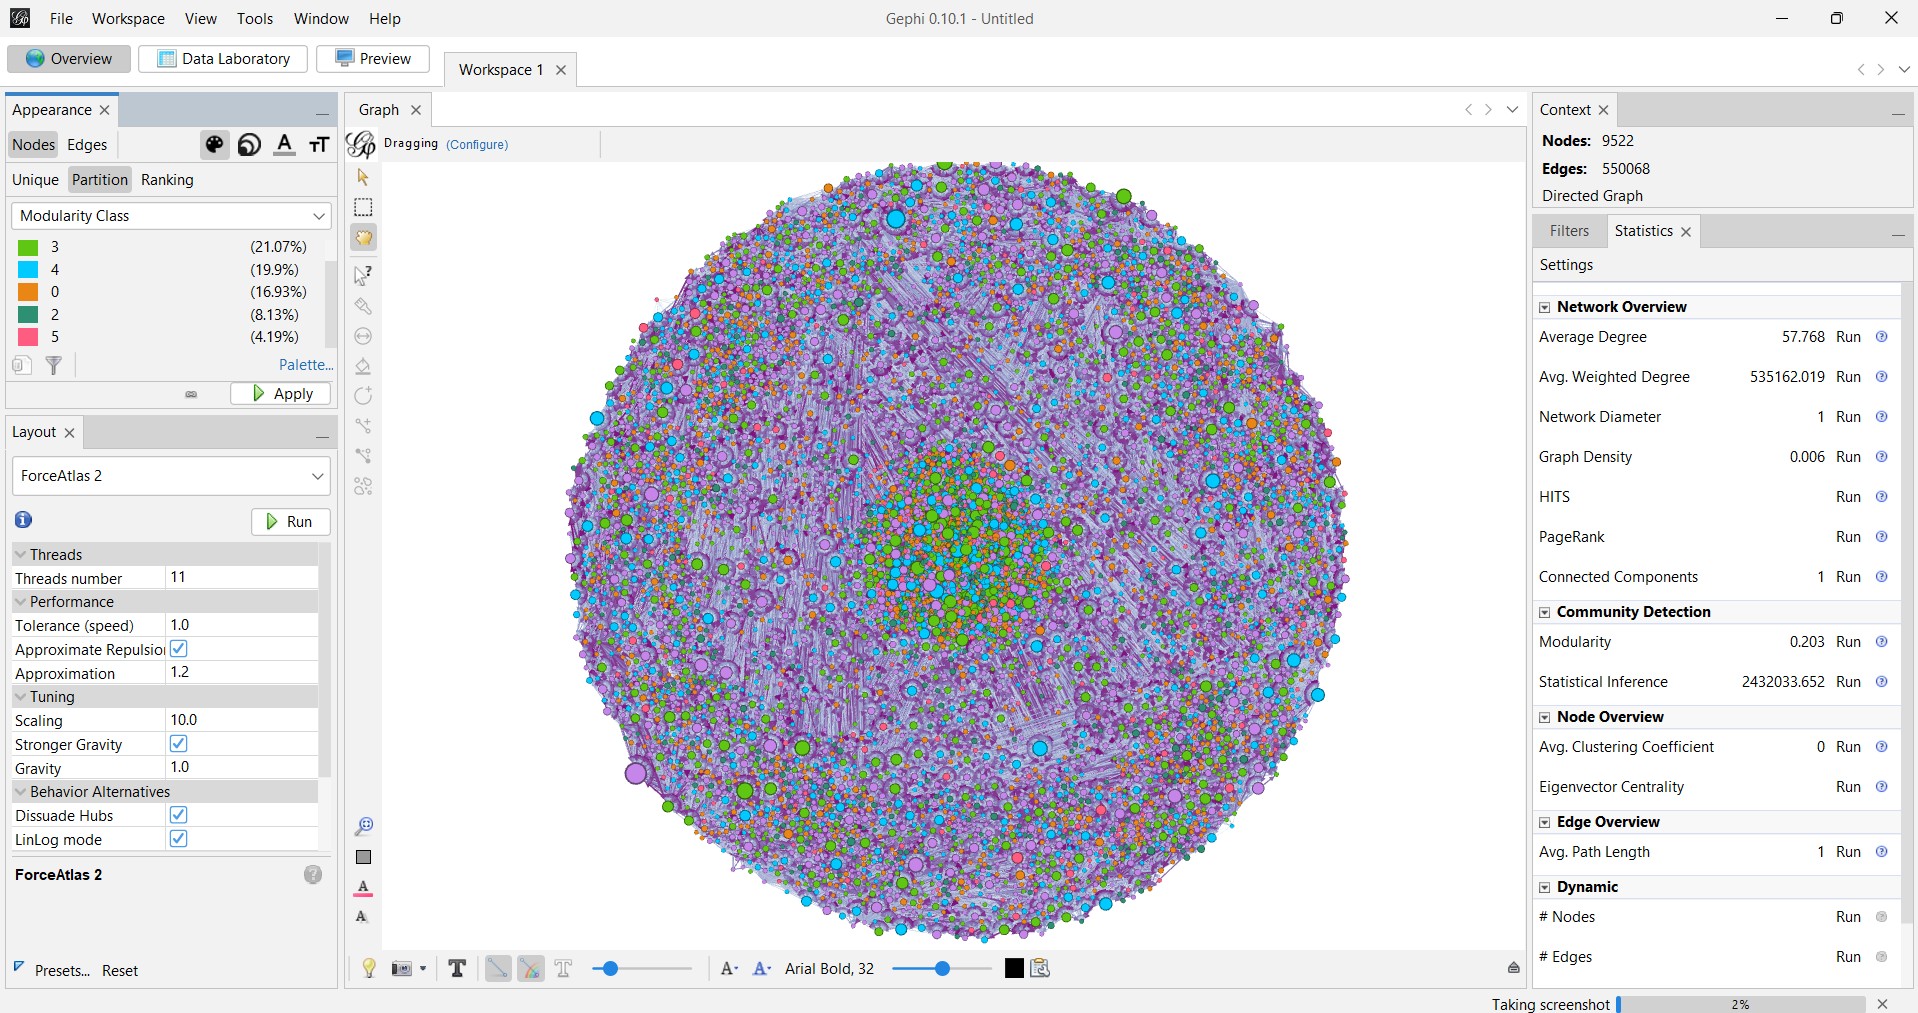 File Workspace View Tools Window Help
Gephi 0.10.1 - Untitled
Overview Data Laboratory Preview
Workspace 1
Appearance
Nodes Edges
Unique Partition Ranking
Modularity Class
3 (21.07%)
4 (19.9%)
0 (16.93%)
2 (8.13%)
5 (4.19%)
Palette...
Apply
Layout
ForceAtlas 2
Run
Threads
Threads number 11
Performance
Tolerance (speed) 1.0
Approximate Repulsio
Approximation 1.2
Tuning
Scaling 10.0
Stronger Gravity
Gravity 1.0
Behavior Alternatives
Dissuade Hubs
LinLog mode
ForceAtlas 2
Presets... Reset
Graph
Dragging (Configure)
Arial Bold, 32
Context
Nodes: 9522
Edges: 550068
Directed Graph
Filters Statistics
Settings
Network Overview
Average Degree 57.768 Run
Avg. Weighted Degree 535162.019 Run
Network Diameter 1 Run
Graph Density 0.006 Run
HITS Run
PageRank Run
Connected Components 1 Run
Community Detection
Modularity 0.203 Run
Statistical Inference 2432033.652 Run
Node Overview
Avg. Clustering Coefficient 0 Run
Eigenvector Centrality Run
Edge Overview
Avg. Path Length 1 Run
Dynamic
# Nodes Run
# Edges Run
Taking screenshot 2%